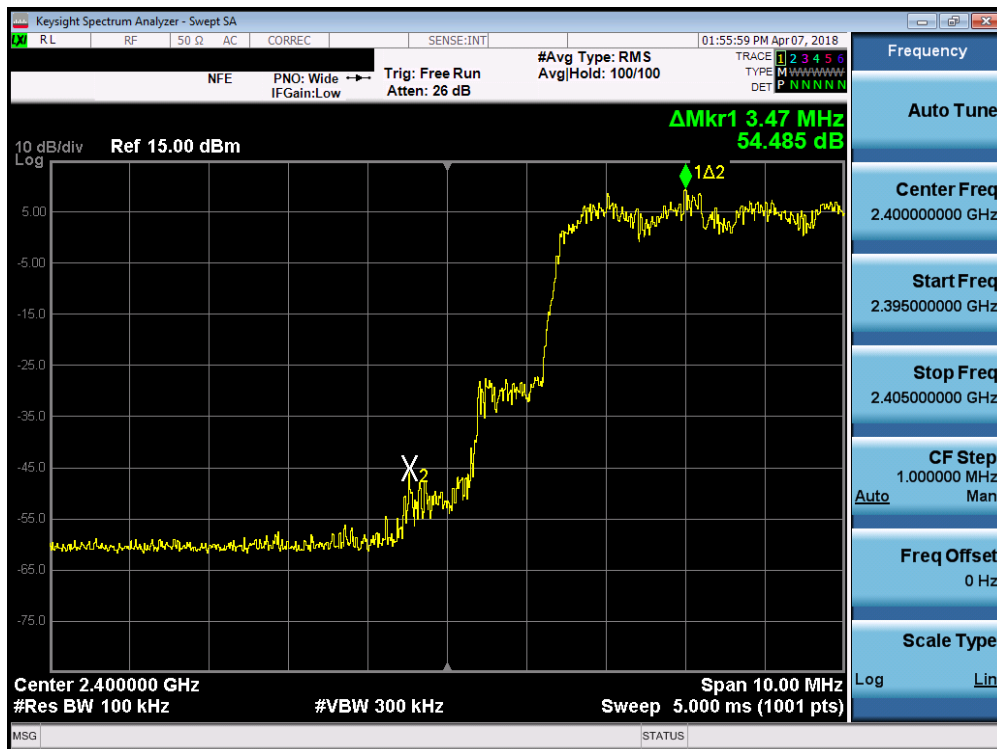 Keysight Spectrum Analyzer - Swept SA
LXI RL RF 50 Ω AC CORREC SENSE:INT 01:55:59 PM Apr 07, 2018
NFE PNO: Wide Trig: Free Run #Avg Type: RMS TRACE 1 2 3 4 5 6
IFGain:Low Atten: 26 dB Avg|Hold: 100/100 TYPE M WWWWW
DET P N N N N N
ΔMkr1 3.47 MHz
54.485 dB
10 dB/div Ref 15.00 dBm
Log
1Δ2
5.00
-5.00
-15.0
-25.0
-35.0
-45.0
X2
-55.0
-65.0
-75.0
Center 2.400000 GHz Span 10.00 MHz
#Res BW 100 kHz #VBW 300 kHz Sweep 5.000 ms (1001 pts)
MSG STATUS
Frequency
Auto Tune
Center Freq
2.400000000 GHz
Start Freq
2.395000000 GHz
Stop Freq
2.405000000 GHz
CF Step
1.000000 MHz
Auto Man
Freq Offset
0 Hz
Scale Type
Log Lin